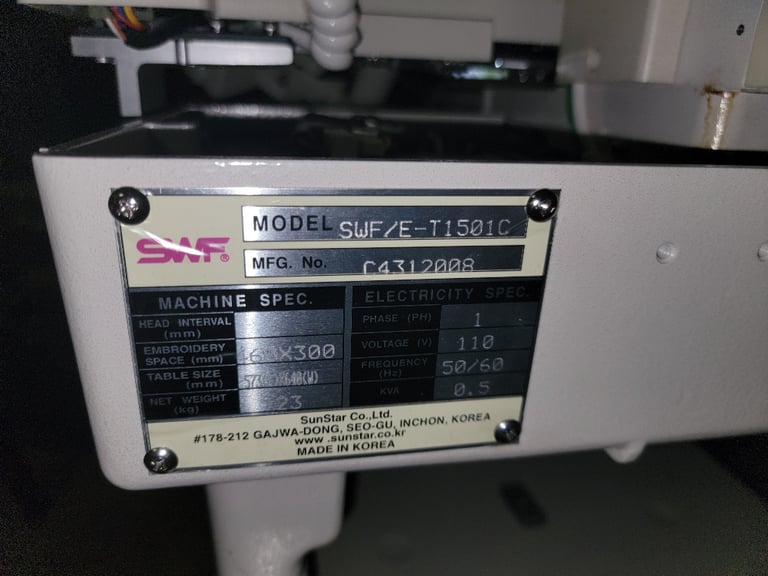 MODEL SWF/E-T1501C
SWF®
MFG. No. C4312008
MACHINE SPEC.
HEAD INTERVAL (mm)
EMBROIDERY SPACE (mm) X300
TABLE SIZE (mm)
NET WEIGHT (kg) 23
ELECTRICITY SPEC.
PHASE (PH) 1
VOLTAGE (V) 110
FREQUENCY (Hz) 50/60
KVA 0.5
SunStar Co.,Ltd.
#178-212 GAJWA-DONG, SEO-GU, INCHON, KOREA
www.sunstar.co.kr
MADE IN KOREA